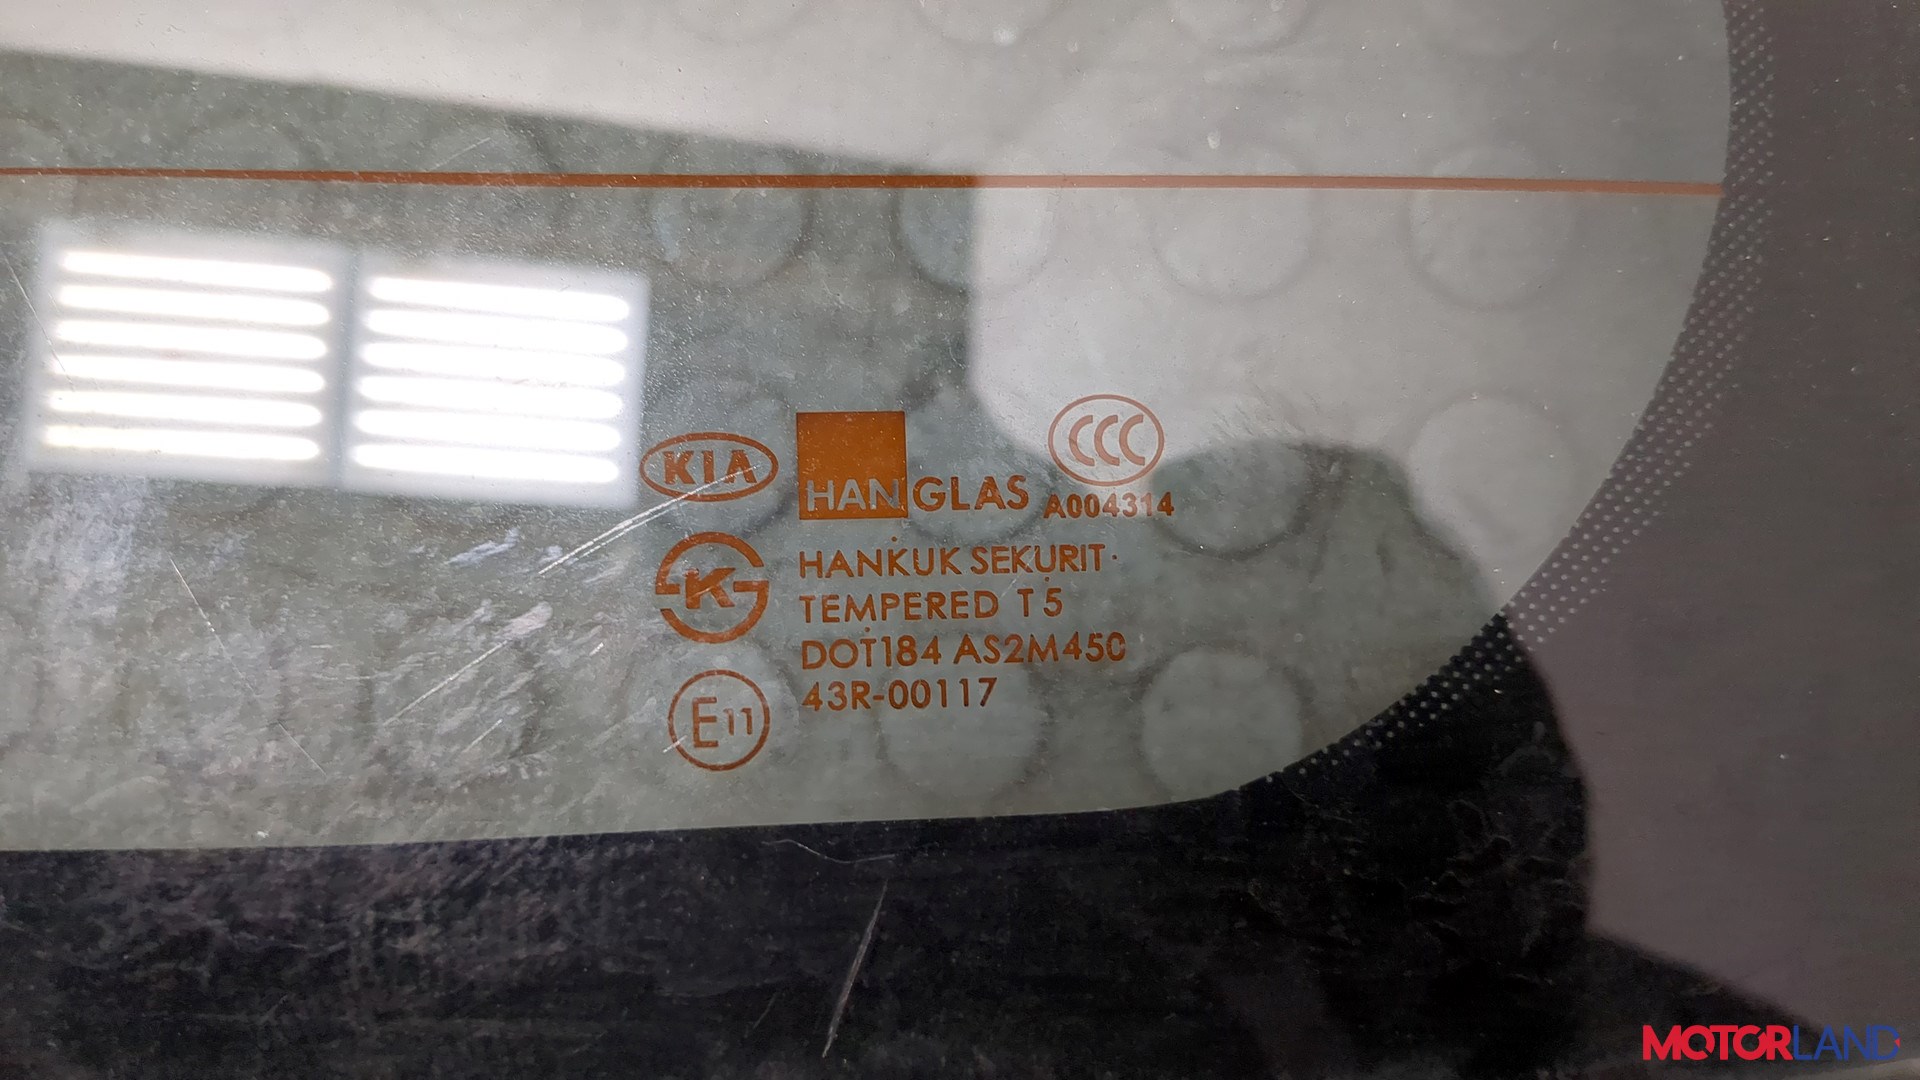 KIA
HANGLAS
CCC
A004314
HANKUK SEKURIT
TEMPERED T5
DOT184 AS2M450
43R-00117
K
E11
MOTORLAND